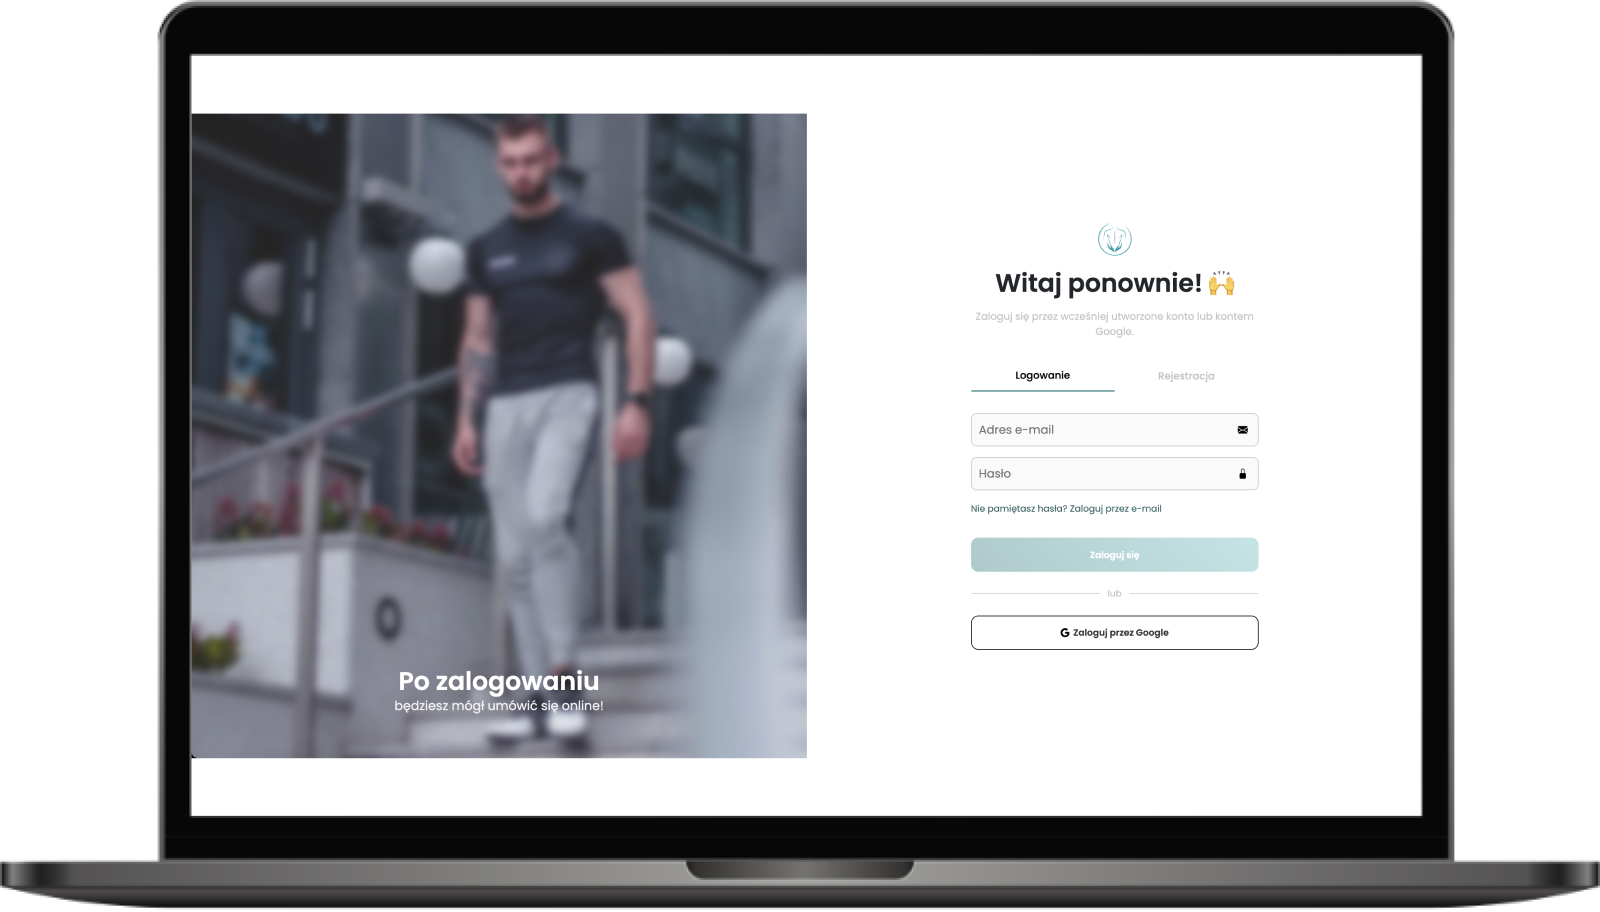 Po zalogowaniu
będziesz mógł umówić się online!
Witaj ponownie! 🙌
Zaloguj się przez wcześniej utworzone konto lub kontem
Google.
Logowanie
Rejestracja
Adres e-mail
Hasło
Nie pamiętasz hasła? Zaloguj przez e-mail
Zaloguj się
lub
Zaloguj przez Google